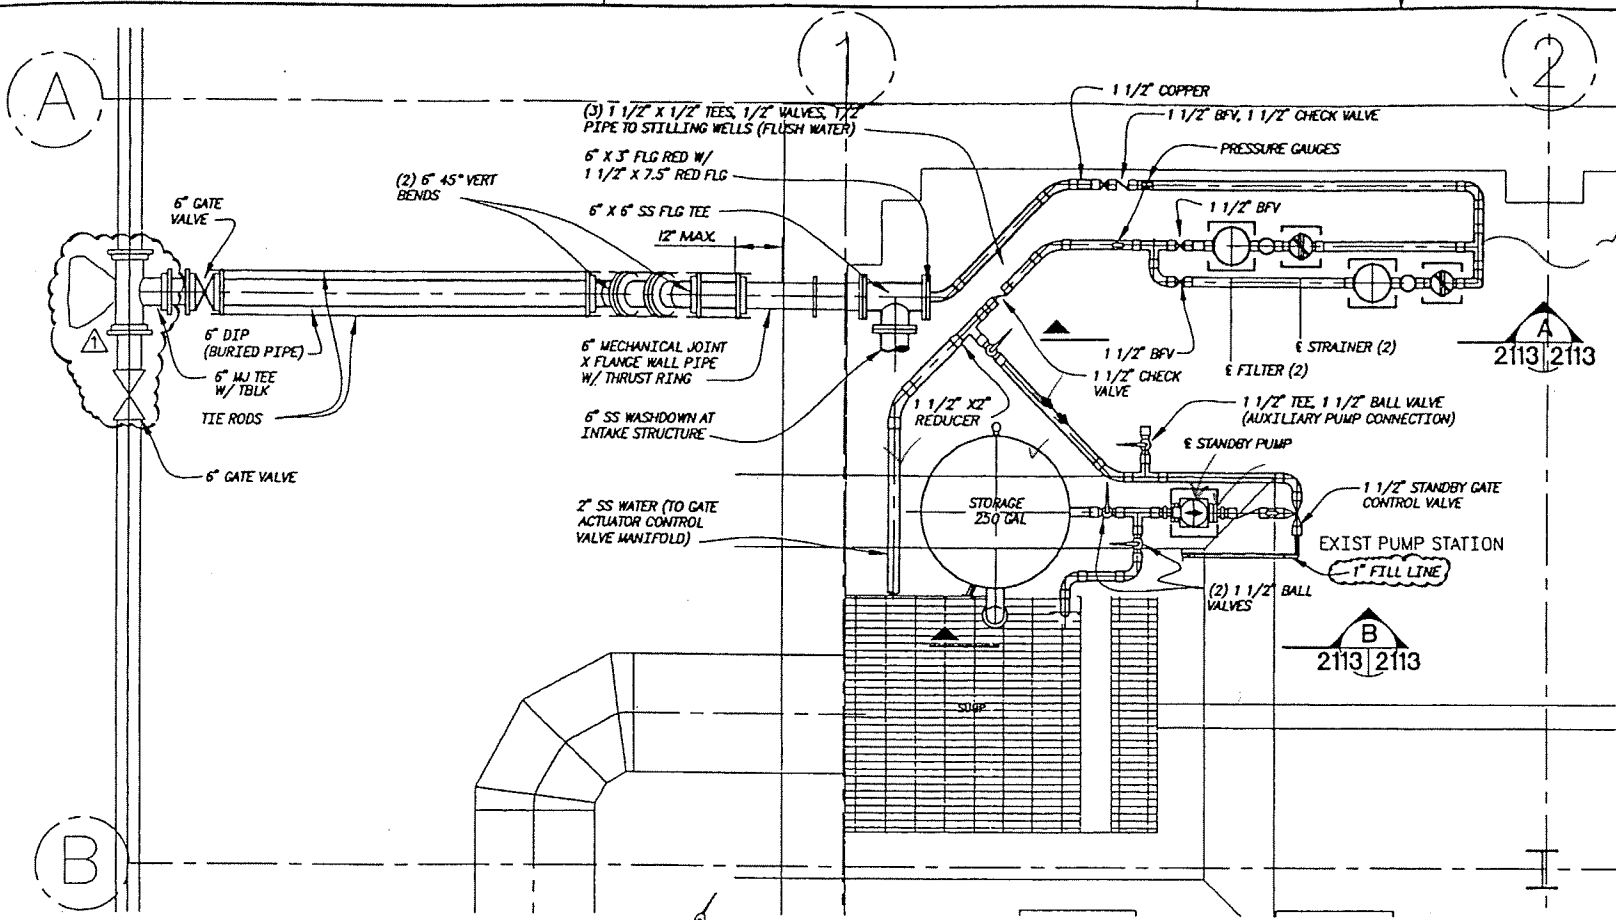 A
1
2
(3) 1 1/2" X 1/2" TEES, 1/2" VALVES, 1/2"
PIPE TO STILLING WELLS (FLUSH WATER)
1 1/2" COPPER
1 1/2" BFV, 1 1/2" CHECK VALVE
PRESSURE GAUGES
6" X 3" FLG RED W/
1 1/2" X 7.5" RED FLG
(2) 6" 45° VERT
BENDS
6" GATE
VALVE
6" X 6" SS FLG TEE
1 1/2" BFV
12" MAX.
1
6" DIP
(BURIED PIPE)
6" MJ TEE
W/ TBLK
TIE RODS
6" MECHANICAL JOINT
X FLANGE WALL PIPE
W/ THRUST RING
1 1/2" BFV
1 1/2" CHECK
VALVE
℄ STRAINER (2)
℄ FILTER (2)
A
2113 2113
6" SS WASHDOWN AT
INTAKE STRUCTURE
1 1/2" X2"
REDUCER
1 1/2" TEE, 1 1/2" BALL VALVE
(AUXILIARY PUMP CONNECTION)
℄ STANDBY PUMP
6" GATE VALVE
2" SS WATER (TO GATE
ACTUATOR CONTROL
VALVE MANIFOLD)
STORAGE
250 GAL
1 1/2" STANDBY GATE
CONTROL VALVE
EXIST PUMP STATION
1" FILL LINE
(2) 1 1/2" BALL
VALVES
B
2113 2113
SUMP
B